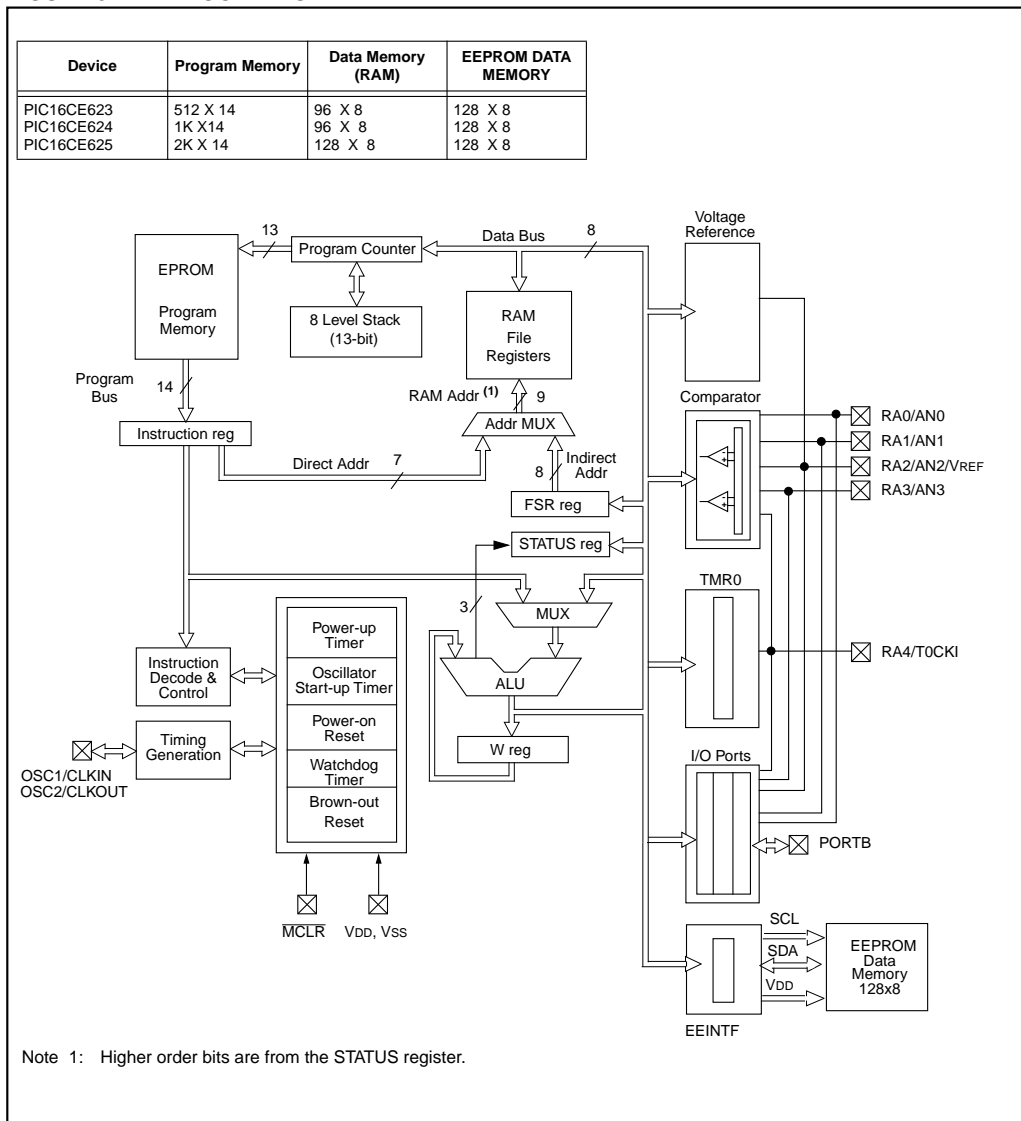 Device Program Memory Data Memory (RAM) EEPROM DATA MEMORY
PIC16CE623 512 X 14 96 X 8 128 X 8
PIC16CE624 1K X14 96 X 8 128 X 8
PIC16CE625 2K X 14 128 X 8 128 X 8
EPROM
Program
Memory
13
Program Counter
8 Level Stack
(13-bit)
Data Bus
8
RAM
File
Registers
Voltage
Reference
Program
Bus
14
RAM Addr (1)
9
Addr MUX
Instruction reg
Direct Addr
7
8
Indirect
Addr
FSR reg
STATUS reg
Comparator
-
+
-
+
RA0/AN0
RA1/AN1
RA2/AN2/VREF
RA3/AN3
3
MUX
ALU
W reg
TMR0
RA4/T0CKI
Instruction
Decode &
Control
Timing
Generation
OSC1/CLKIN
OSC2/CLKOUT
Power-up
Timer
Oscillator
Start-up Timer
Power-on
Reset
Watchdog
Timer
Brown-out
Reset
MCLR
VDD, VSS
I/O Ports
PORTB
SCL
SDA
VDD
EEPROM
Data
Memory
128x8
EEINTF
Note 1: Higher order bits are from the STATUS register.